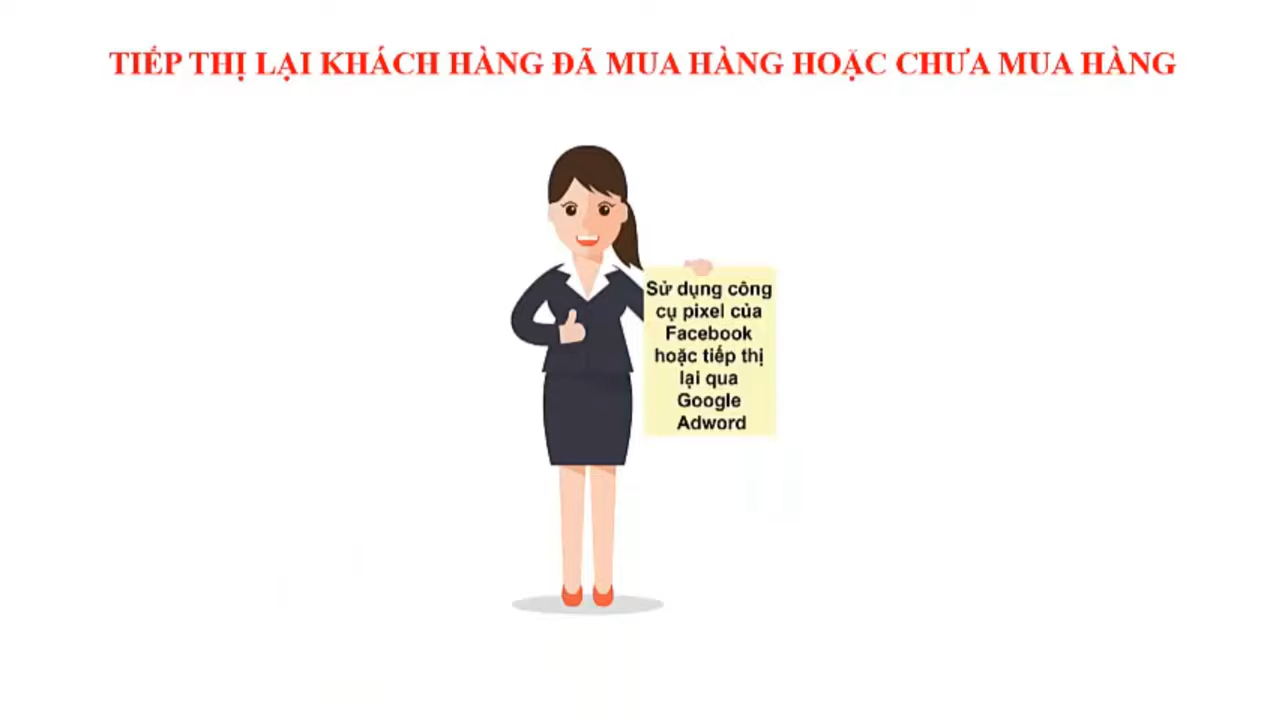 TIẾP THỊ LẠI KHÁCH HÀNG ĐÃ MUA HÀNG HOẶC CHƯA MUA HÀNG
Sử dụng công
cụ pixel của
Facebook
hoặc tiếp thị
lại qua
Google
Adword